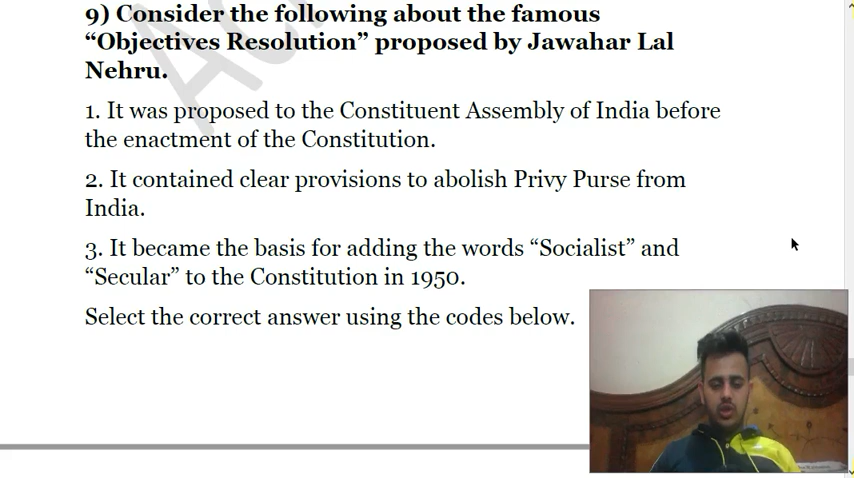 9) Consider the following about the famous
“Objectives Resolution” proposed by Jawahar Lal
Nehru.
1. It was proposed to the Constituent Assembly of India before
the enactment of the Constitution.
2. It contained clear provisions to abolish Privy Purse from
India.
3. It became the basis for adding the words “Socialist” and
“Secular” to the Constitution in 1950.
Select the correct answer using the codes below.